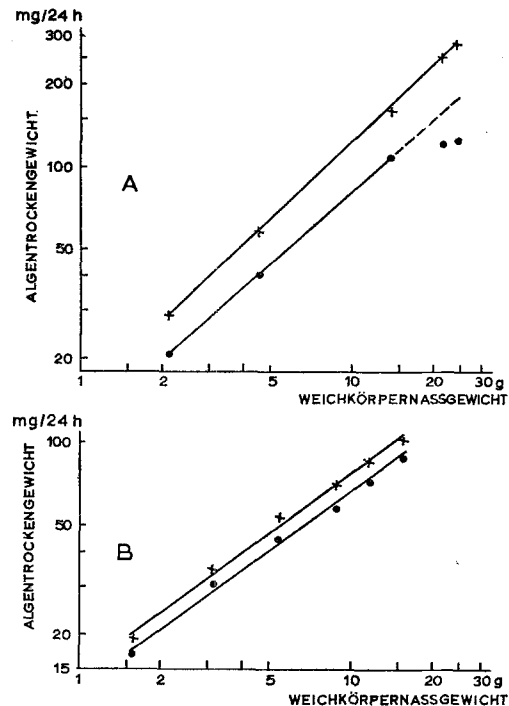 mg/24 h
300
200
100
50
20
ALGENTROCKENGEWICHT.
A
1 2 5 10 20 30 g
WEICHKÖRPERNASSGEWICHT
mg/24 h
100
50
20
15
ALGENTROCKENGEWICHT
B
1 2 5 10 20 30 g
WEICHKÖRPERNASSGEWICHT